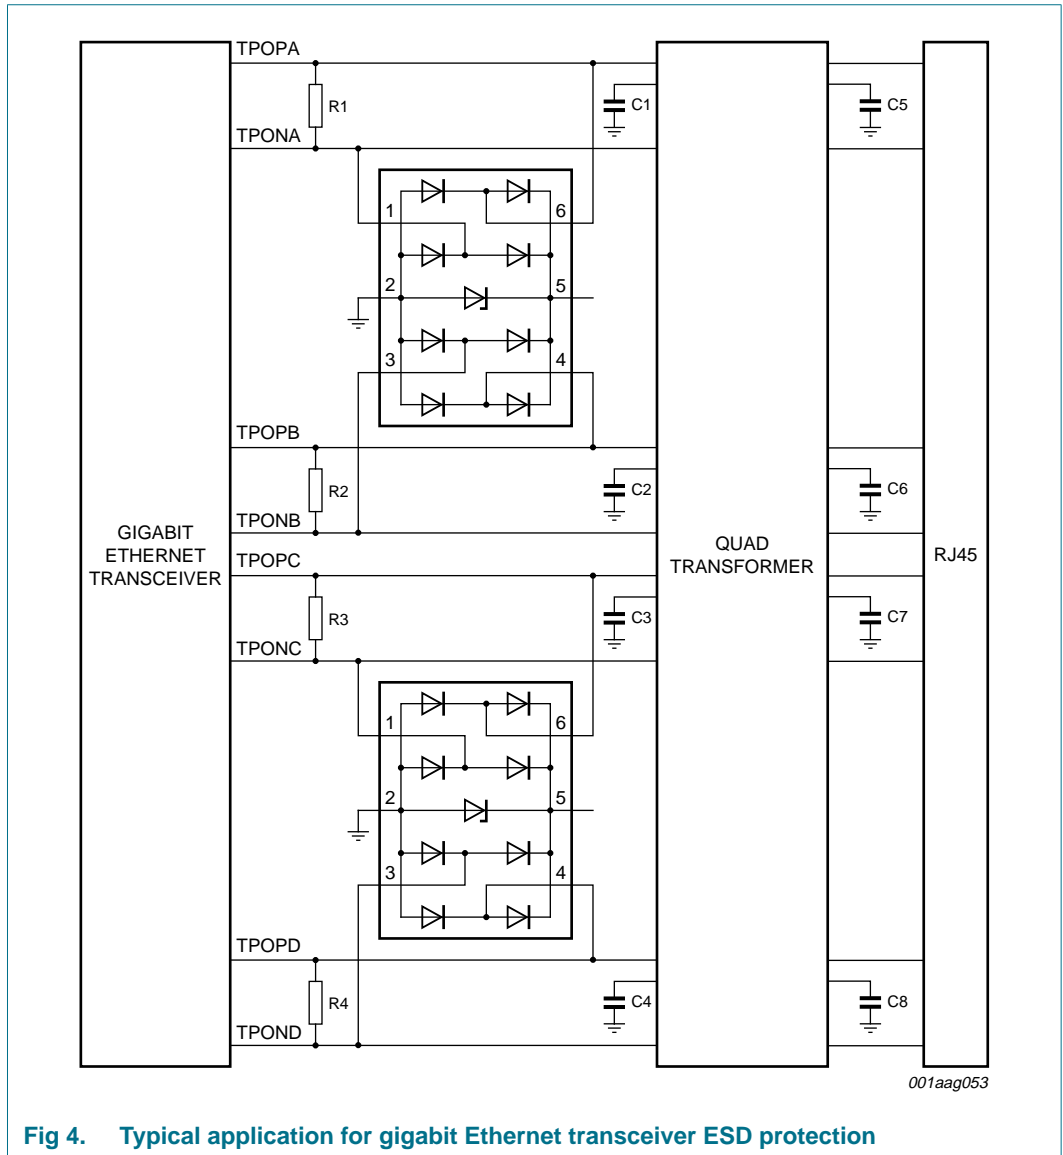 TPOPA
R1
C1
C5
TPONA
1
6
2
5
3
4
TPOPB
R2
C2
C6
TPONB
GIGABIT
ETHERNET
TRANSCEIVER
QUAD
TRANSFORMER
RJ45
TPOPC
R3
C3
C7
TPONC
1
6
2
5
3
4
TPOPD
R4
C4
C8
TPOND
001aag053
Fig 4. Typical application for gigabit Ethernet transceiver ESD protection